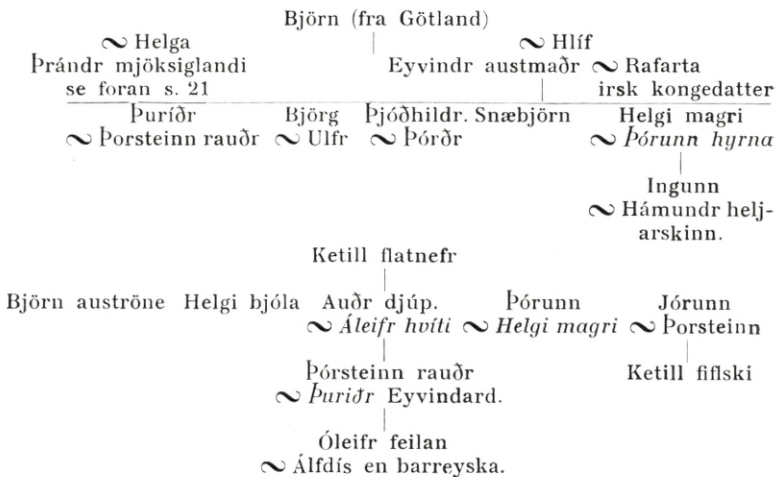 Björn (fra Götland)
∾ Helga ∾ Hlíf
Þrándr mjöksiglandi Eyvindr austmaðr ∾ Rafarta
se foran s. 21 irsk kongedatter
Þuríðr Björg Þjóðhildr. Snæbjörn Helgi magri
∾ Þorsteinn rauðr ∾ Ulfr ∾ Þórðr ∾ Þórunn hyrna
Ingunn
∾ Hámundr helj-
arskinn.
Ketill flatnefr
Björn auströne Helgi bjóla Auðr djúp. Þórunn Jórunn
∾ Áleifr hvíti ∾ Helgi magri ∾ Þorsteinn
Þórsteinn rauðr Ketill fiflski
∾ Þuriðr Eyvindard.
Óleifr feilan
∾ Álfdís en barreyska.